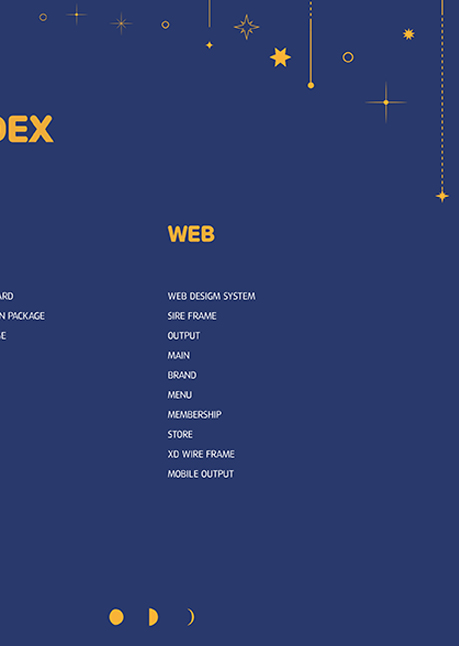 DEX
ARD
N PACKAGE
E
WEB
WEB DESIGM SYSTEM
SIRE FRAME
OUTPUT
MAIN
BRAND
MENU
MEMBERSHIP
STORE
XD WIRE FRAME
MOBILE OUTPUT